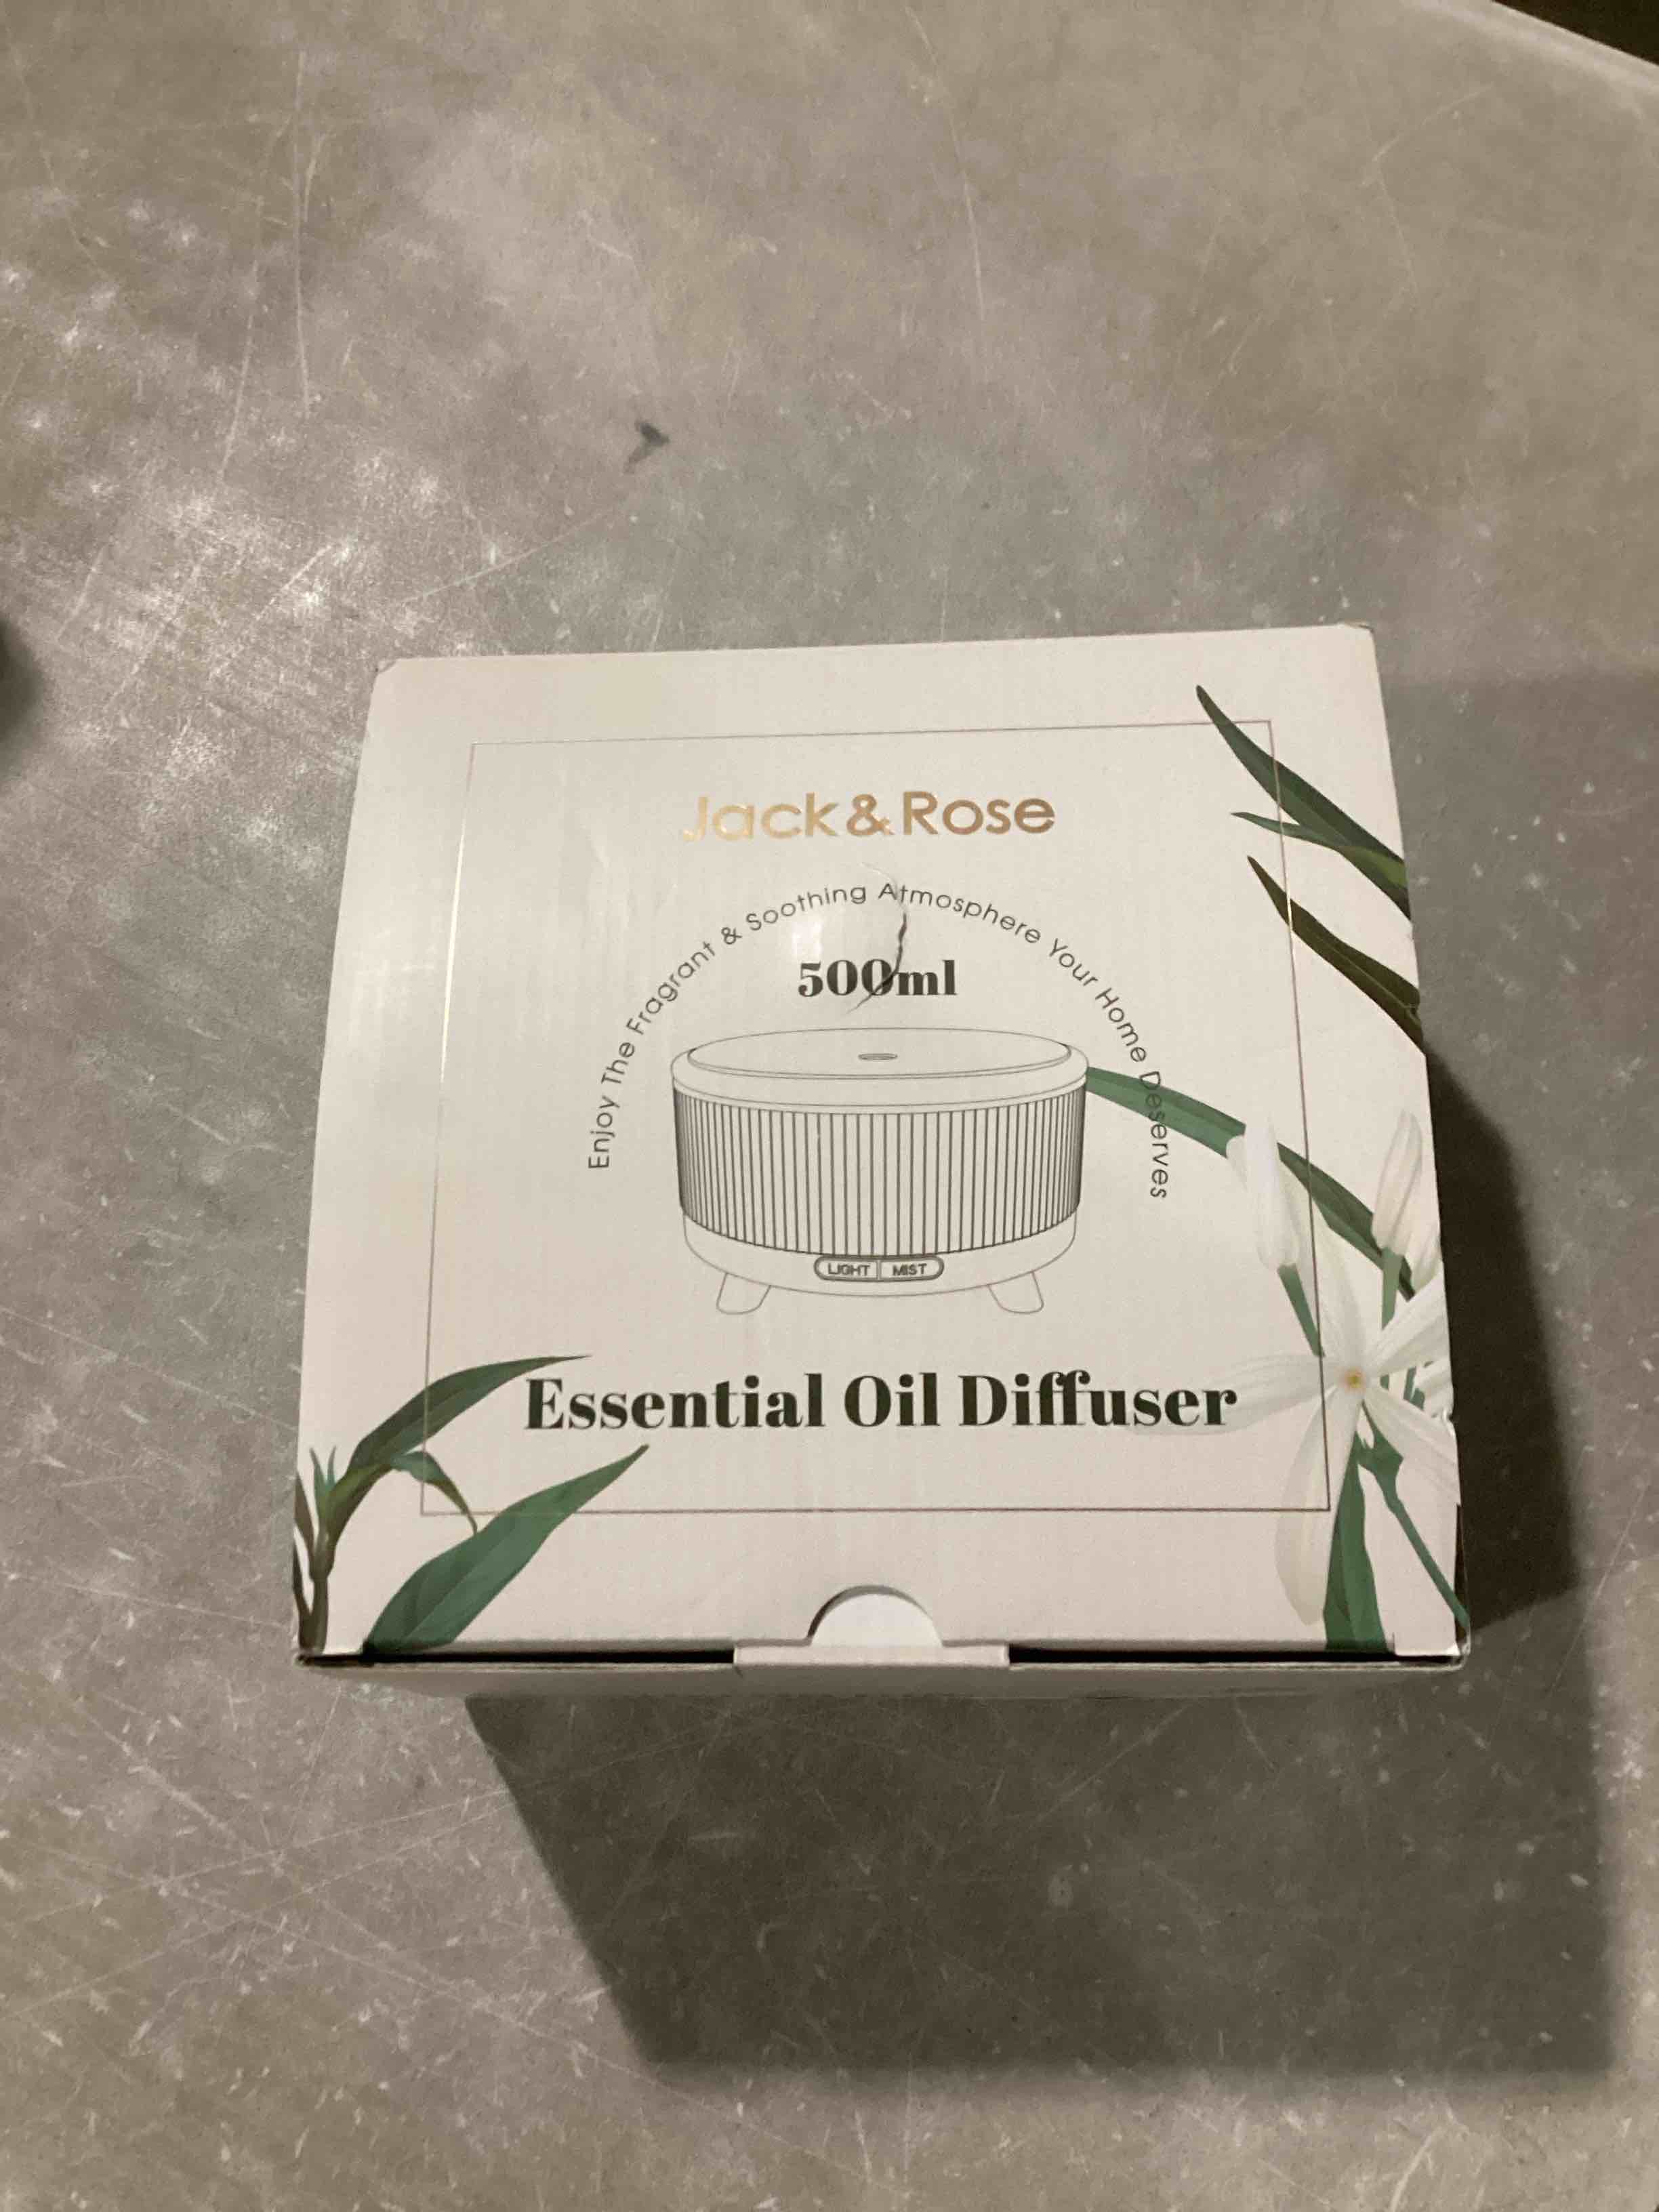 Jack&Rose
Enjoy The Fragrant & Soothing Atmosphere Your Home Deserves
500ml
LIGHT MIST
Essential Oil Diffuser